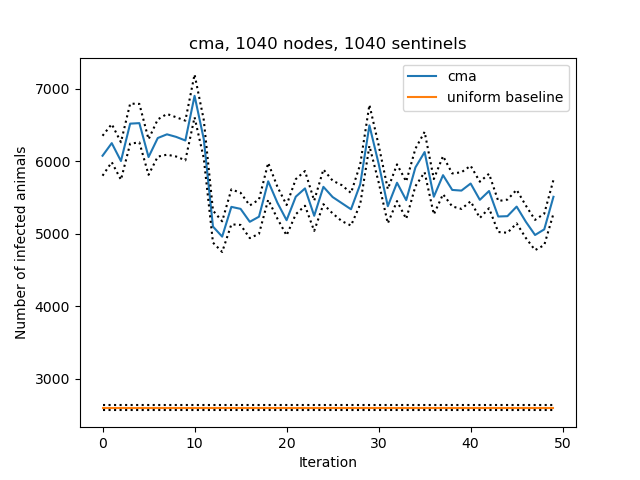 cma, 1040 nodes, 1040 sentinels
cma
uniform baseline
Number of infected animals
7000
6000
5000
4000
3000
0
10
20
30
40
50
Iteration